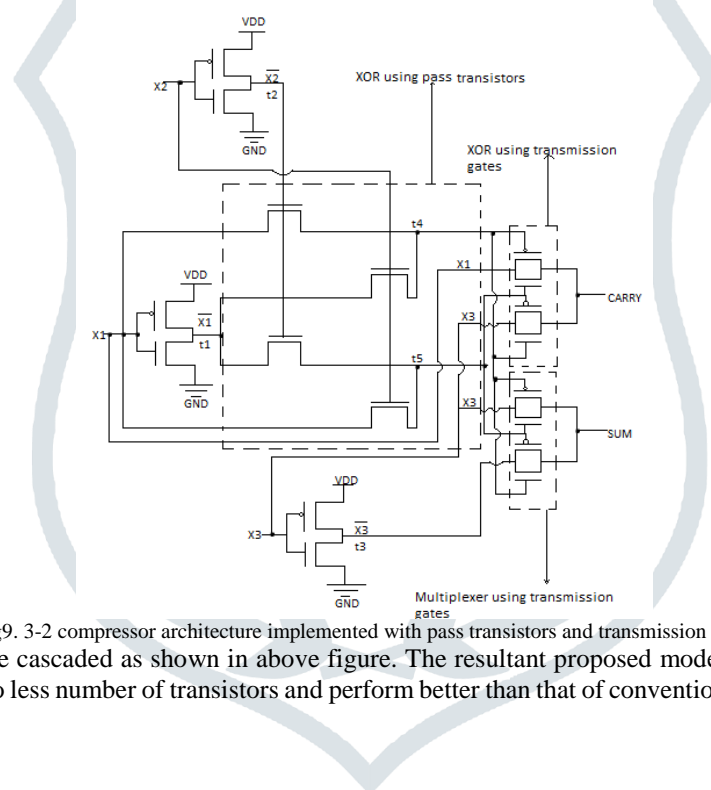 VDD
X2
X2
t2
GND
XOR using pass transistors
XOR using transmission
gates
t4
X1
VDD
X1
X1
t1
GND
X3
CARRY
t5
X3
SUM
VDD
X3
X3
t3
GND
Multiplexer using transmission
gates
g9. 3-2 compressor architecture implemented with pass transistors and transmission
e cascaded as shown in above figure. The resultant proposed mode
o less number of transistors and perform better than that of conventio